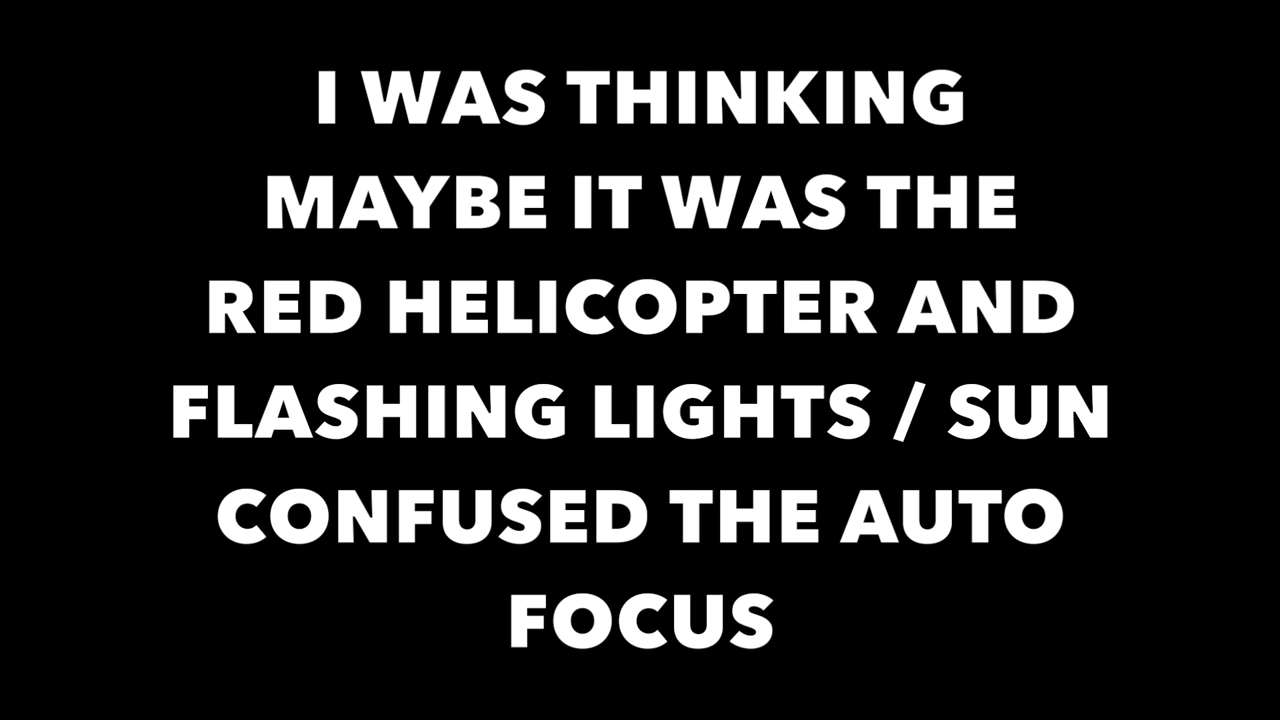 I WAS THINKING
MAYBE IT WAS THE
RED HELICOPTER AND
FLASHING LIGHTS / SUN
CONFUSED THE AUTO
FOCUS